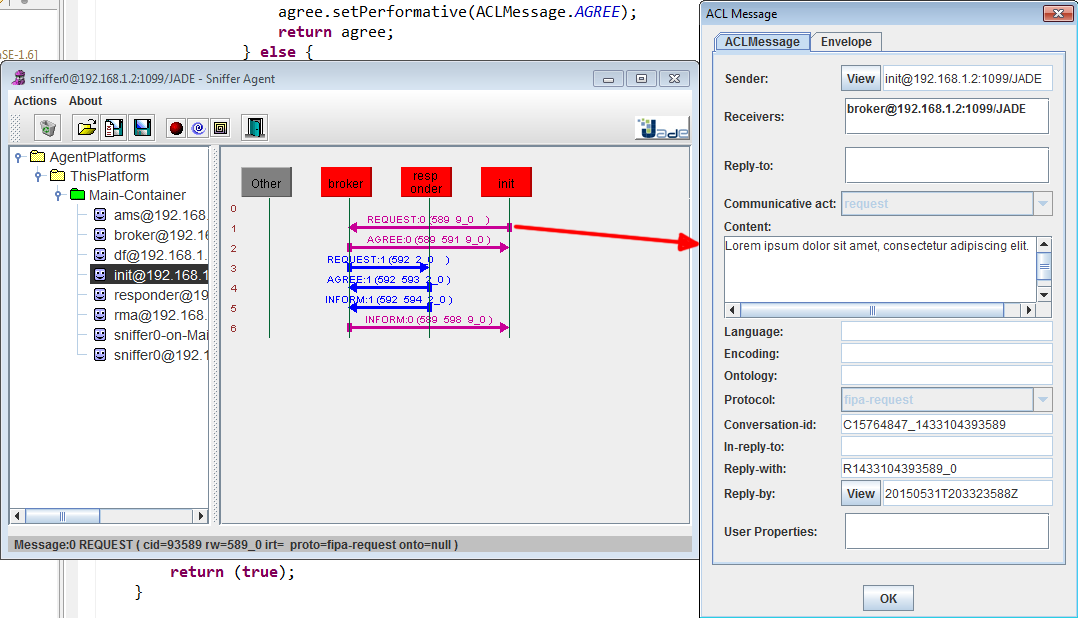 agree.setPerformative(ACLMessage.AGREE);
return agree;
} else {
aSE-1.6]
sniffer0@192.168.1.2:1099/JADE - Sniffer Agent
Actions About
Jade
AgentPlatforms
ThisPlatform
Main-Container
ams@192.168.
broker@192.16
df@192.168.1.
init@192.168.1
responder@19
rma@192.168.
sniffer0-on-Mai
sniffer0@192.1
Other
broker
resp
onder
init
0
1
2
3
4
5
6
REQUEST:0 (589 9_0 )
AGREE:0 (589 591 9_0 )
REQUEST:1 (592 2_0 )
AGREE:1 (592 593 2_0 )
INFORM:1 (592 594 2_0 )
INFORM:0 (589 598 9_0 )
Message:0 REQUEST ( cid=93589 rw=589_0 irt= proto=fipa-request onto=null )
return (true);
}
ACL Message
ACLMessage Envelope
Sender: View init@192.168.1.2:1099/JADE
Receivers: broker@192.168.1.2:1099/JADE
Reply-to:
Communicative act: request
Content:
Lorem ipsum dolor sit amet, consectetur adipiscing elit.
Language:
Encoding:
Ontology:
Protocol: fipa-request
Conversation-id: C15764847_1433104393589
In-reply-to:
Reply-with: R1433104393589_0
Reply-by: View 20150531T203323588Z
User Properties:
OK